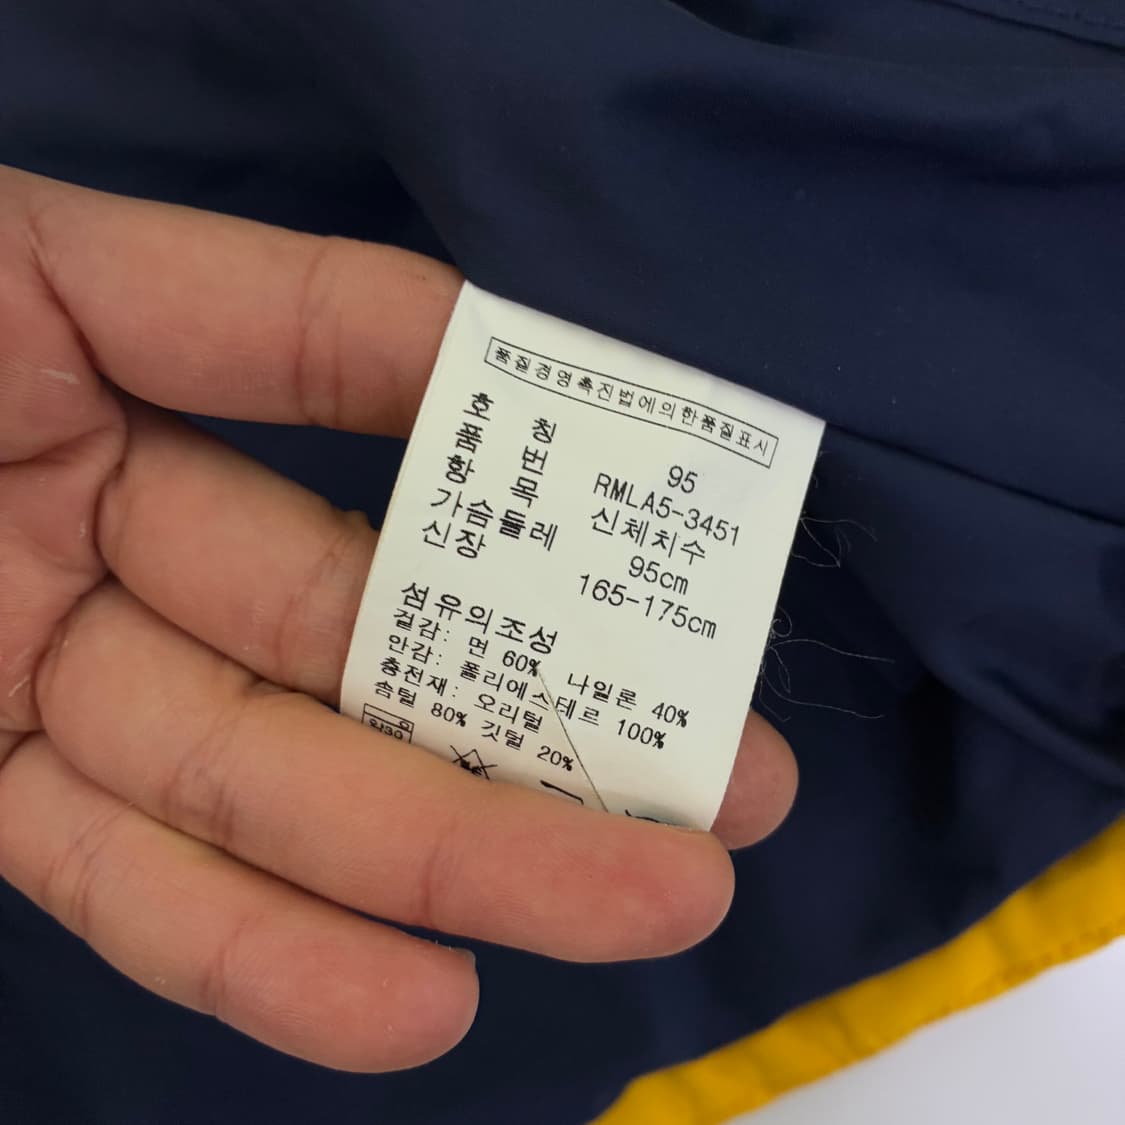 품질경영촉진법에의한품질표시
호 칭 95
품 번 RMLA5-3451
항 목 신체치수
가슴둘레 95cm
신장 165-175cm
섬유의조성
겉감: 면 60% 나일론 40%
안감: 폴리에스테르 100%
충전재: 오리털
솜털 80% 깃털 20%